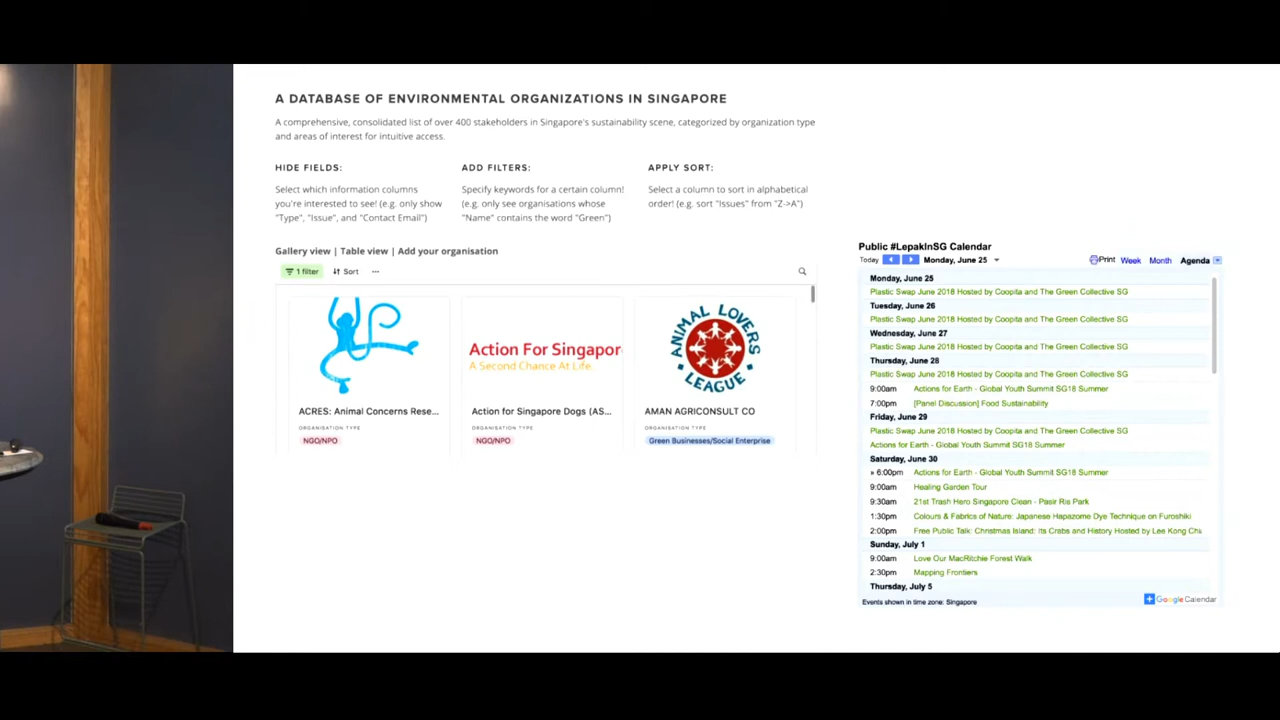 A DATABASE OF ENVIRONMENTAL ORGANIZATIONS IN SINGAPORE
A comprehensive, consolidated list of over 400 stakeholders in Singapore's sustainability scene, categorized by organization type
and areas of interest for intuitive access.
HIDE FIELDS:
Select which information columns
you're interested to see! (e.g. only show
"Type", "Issue", and "Contact Email")
ADD FILTERS:
Specify keywords for a certain column!
(e.g. only see organisations whose
"Name" contains the word "Green")
APPLY SORT:
Select a column to sort in alphabetical
order! (e.g. sort "Issues" from "Z->A")
Gallery view | Table view | Add your organisation
1 filter
Sort
...
Action For Singapor
A Second Chance At Life.
ANIMAL LOVERS
LEAGUE
ACRES: Animal Concerns Rese...
Action for Singapore Dogs (AS...
AMAN AGRICONSULT CO
ORGANISATION TYPE
ORGANISATION TYPE
ORGANISATION TYPE
NGO/NPO
NGO/NPO
Green Businesses/Social Enterprise
Public #LepakInSG Calendar
Today Monday, June 25 Print Week Month Agenda
Monday, June 25
Plastic Swap June 2018 Hosted by Coopita and The Green Collective SG
Tuesday, June 26
Plastic Swap June 2018 Hosted by Coopita and The Green Collective SG
Wednesday, June 27
Plastic Swap June 2018 Hosted by Coopita and The Green Collective SG
Thursday, June 28
Plastic Swap June 2018 Hosted by Coopita and The Green Collective SG
9:00am Actions for Earth - Global Youth Summit SG18 Summer
7:00pm [Panel Discussion] Food Sustainability
Friday, June 29
Plastic Swap June 2018 Hosted by Coopita and The Green Collective SG
Actions for Earth - Global Youth Summit SG18 Summer
Saturday, June 30
» 6:00pm Actions for Earth - Global Youth Summit SG18 Summer
9:00am Healing Garden Tour
9:30am 21st Trash Hero Singapore Clean - Pasir Ris Park
1:30pm Colours & Fabrics of Nature: Japanese Hapazome Dye Technique on Furoshiki
2:00pm Free Public Talk: Christmas Island: Its Crabs and History Hosted by Lee Kong Chi
Sunday, July 1
9:00am Love Our MacRitchie Forest Walk
2:30pm Mapping Frontiers
Thursday, July 5
Events shown in time zone: Singapore
Google Calendar